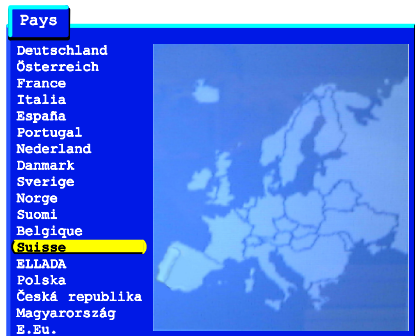 Pays
Deutschland
Österreich
France
Italia
España
Portugal
Nederland
Danmark
Sverige
Norge
Suomi
Belgique
Suisse
ELLADA
Polska
Česká republika
Magyarország
E.Eu.